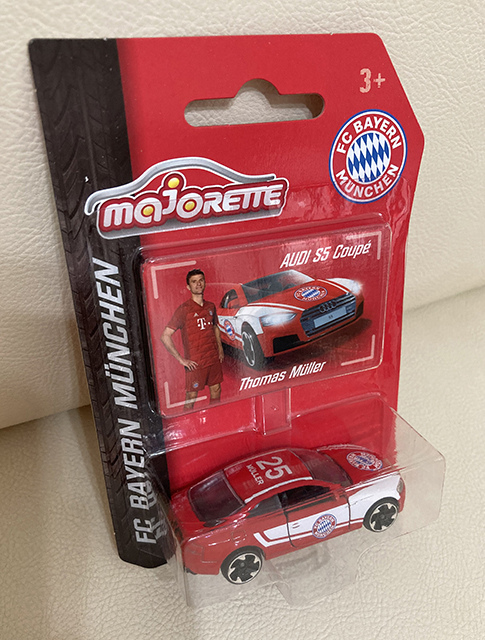 3+
FC BAYERN
MÜNCHEN
majorette
AUDI S5 Coupé
T
Thomas Müller
FC BAYERN MÜNCHEN
25
MÜLLER